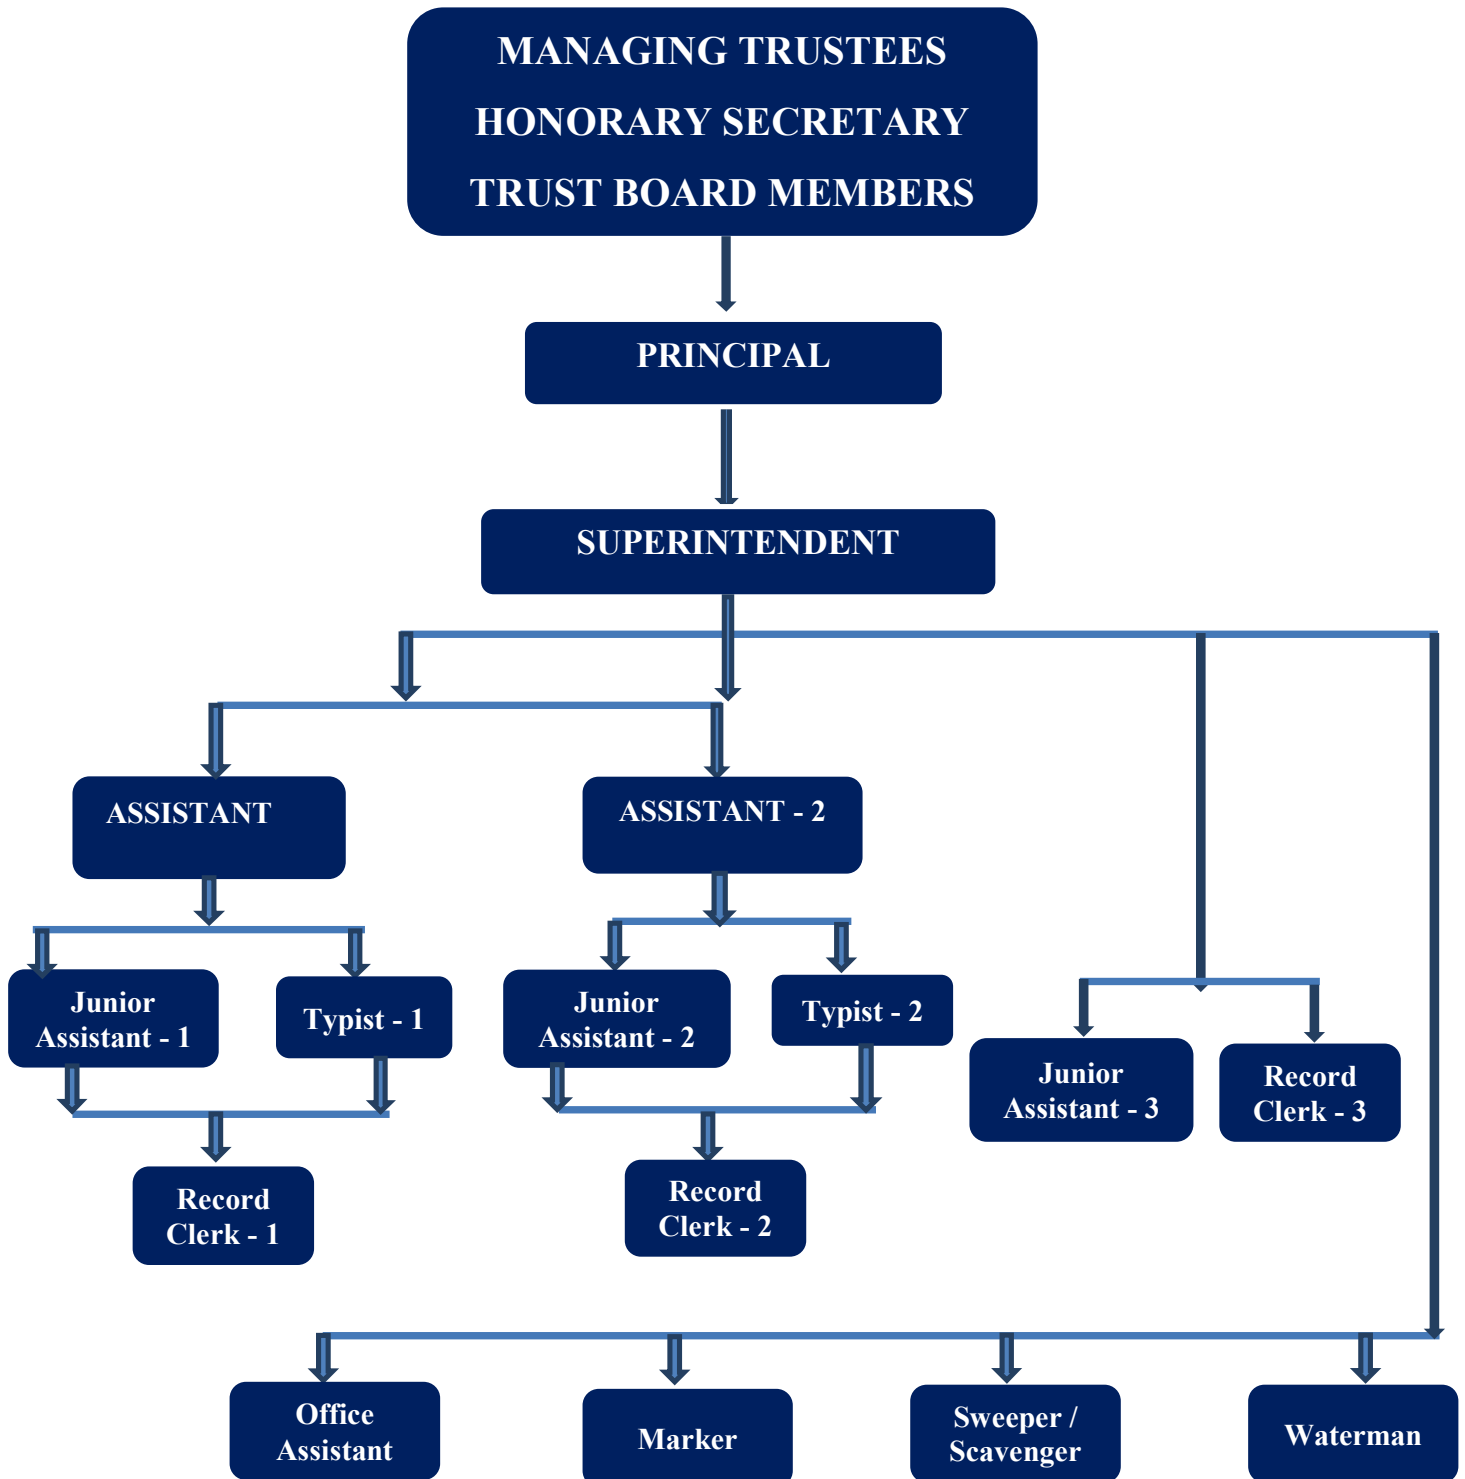 MANAGING TRUSTEES
HONORARY SECRETARY
TRUST BOARD MEMBERS
PRINCIPAL
SUPERINTENDENT
ASSISTANT
ASSISTANT - 2
Junior
Assistant - 1
Typist - 1
Junior
Assistant - 2
Typist - 2
Junior
Assistant - 3
Record
Clerk - 3
Record
Clerk - 1
Record
Clerk - 2
Office
Assistant
Marker
Sweeper /
Scavenger
Waterman